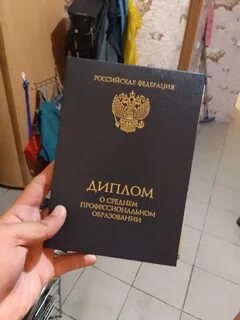 РОССИЙСКАЯ ФЕДЕРАЦИЯ
ДИПЛОМ
О СРЕДНЕМ
ПРОФЕССИОНАЛЬНОМ
ОБРАЗОВАНИИ